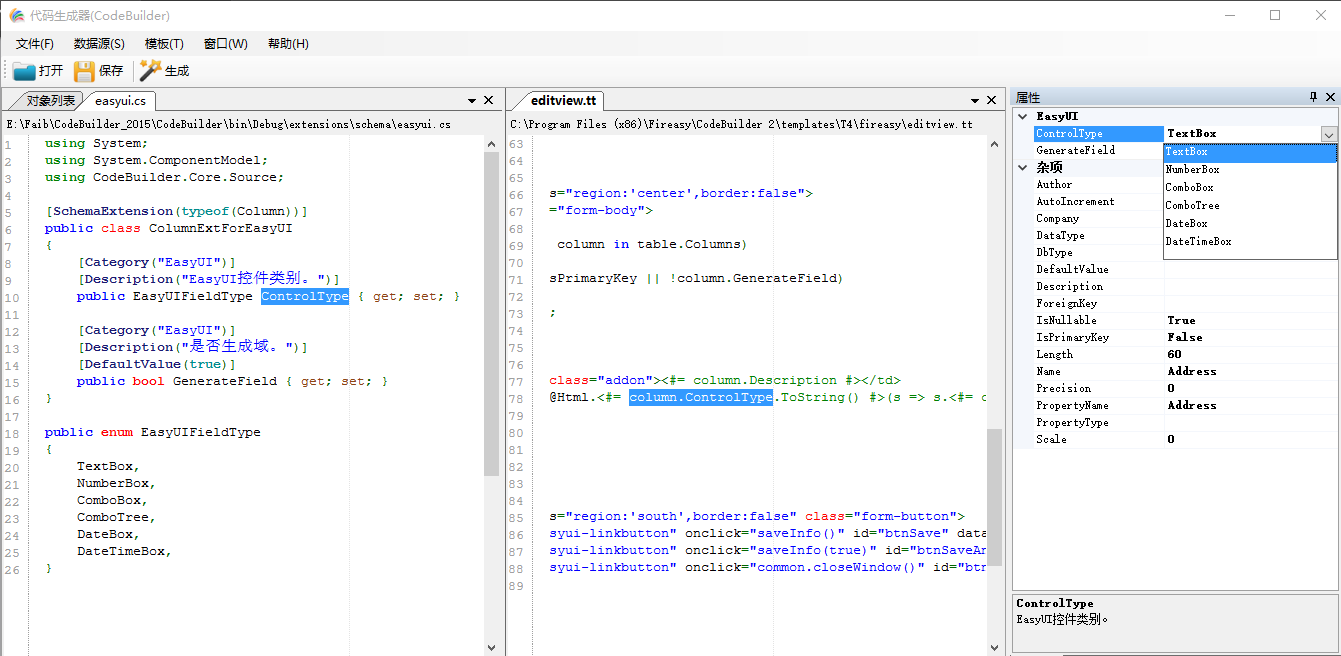 代码生成器(CodeBuilder)
文件(F) 数据源(S) 模板(T) 窗口(W) 帮助(H)
打开 保存 生成
对象列表 easyui.cs
E:\Faib\CodeBuilder_2015\CodeBuilder\bin\Debug\extensions\schema\easyui.cs
1 using System;
2 using System.ComponentModel;
3 using CodeBuilder.Core.Source;
4
5 [SchemaExtension(typeof(Column))]
6 public class ColumnExtForEasyUI
7 {
8 [Category("EasyUI")]
9 [Description("EasyUI控件类别。")]
10 public EasyUIFieldType ControlType { get; set; }
11
12 [Category("EasyUI")]
13 [Description("是否生成域。")]
14 [DefaultValue(true)]
15 public bool GenerateField { get; set; }
16 }
17
18 public enum EasyUIFieldType
19 {
20 TextBox,
21 NumberBox,
22 ComboBox,
23 ComboTree,
24 DateBox,
25 DateTimeBox,
26 }
editview.tt
C:\Program Files (x86)\Fireasy\CodeBuilder 2\templates\T4\fireasy\editview.tt
63
64
65
66 s="region:'center',border:false">
67 ="form-body">
68
69 column in table.Columns)
70
71 sPrimaryKey || !column.GenerateField)
72
73 ;
74
75
76
77 class="addon"><#= column.Description #></td>
78 @Html.<#= column.ControlType.ToString() #>(s => s.<#= c
79
80
81
82
83
84
85 s="region:'south',border:false" class="form-button">
86 syui-linkbutton" onclick="saveInfo()" id="btnSave" data
87 syui-linkbutton" onclick="saveInfo(true)" id="btnSaveAn
88 syui-linkbutton" onclick="common.closeWindow()" id="btn
89
属性
EasyUI
ControlType TextBox
GenerateField
TextBox
NumberBox
ComboBox
ComboTree
DateBox
DateTimeBox
杂项
Author
AutoIncrement
Company
DataType
DbType
DefaultValue
Description
ForeignKey
IsNullable True
IsPrimaryKey False
Length 60
Name Address
Precision 0
PropertyName Address
PropertyType
Scale 0
ControlType
EasyUI控件类别。